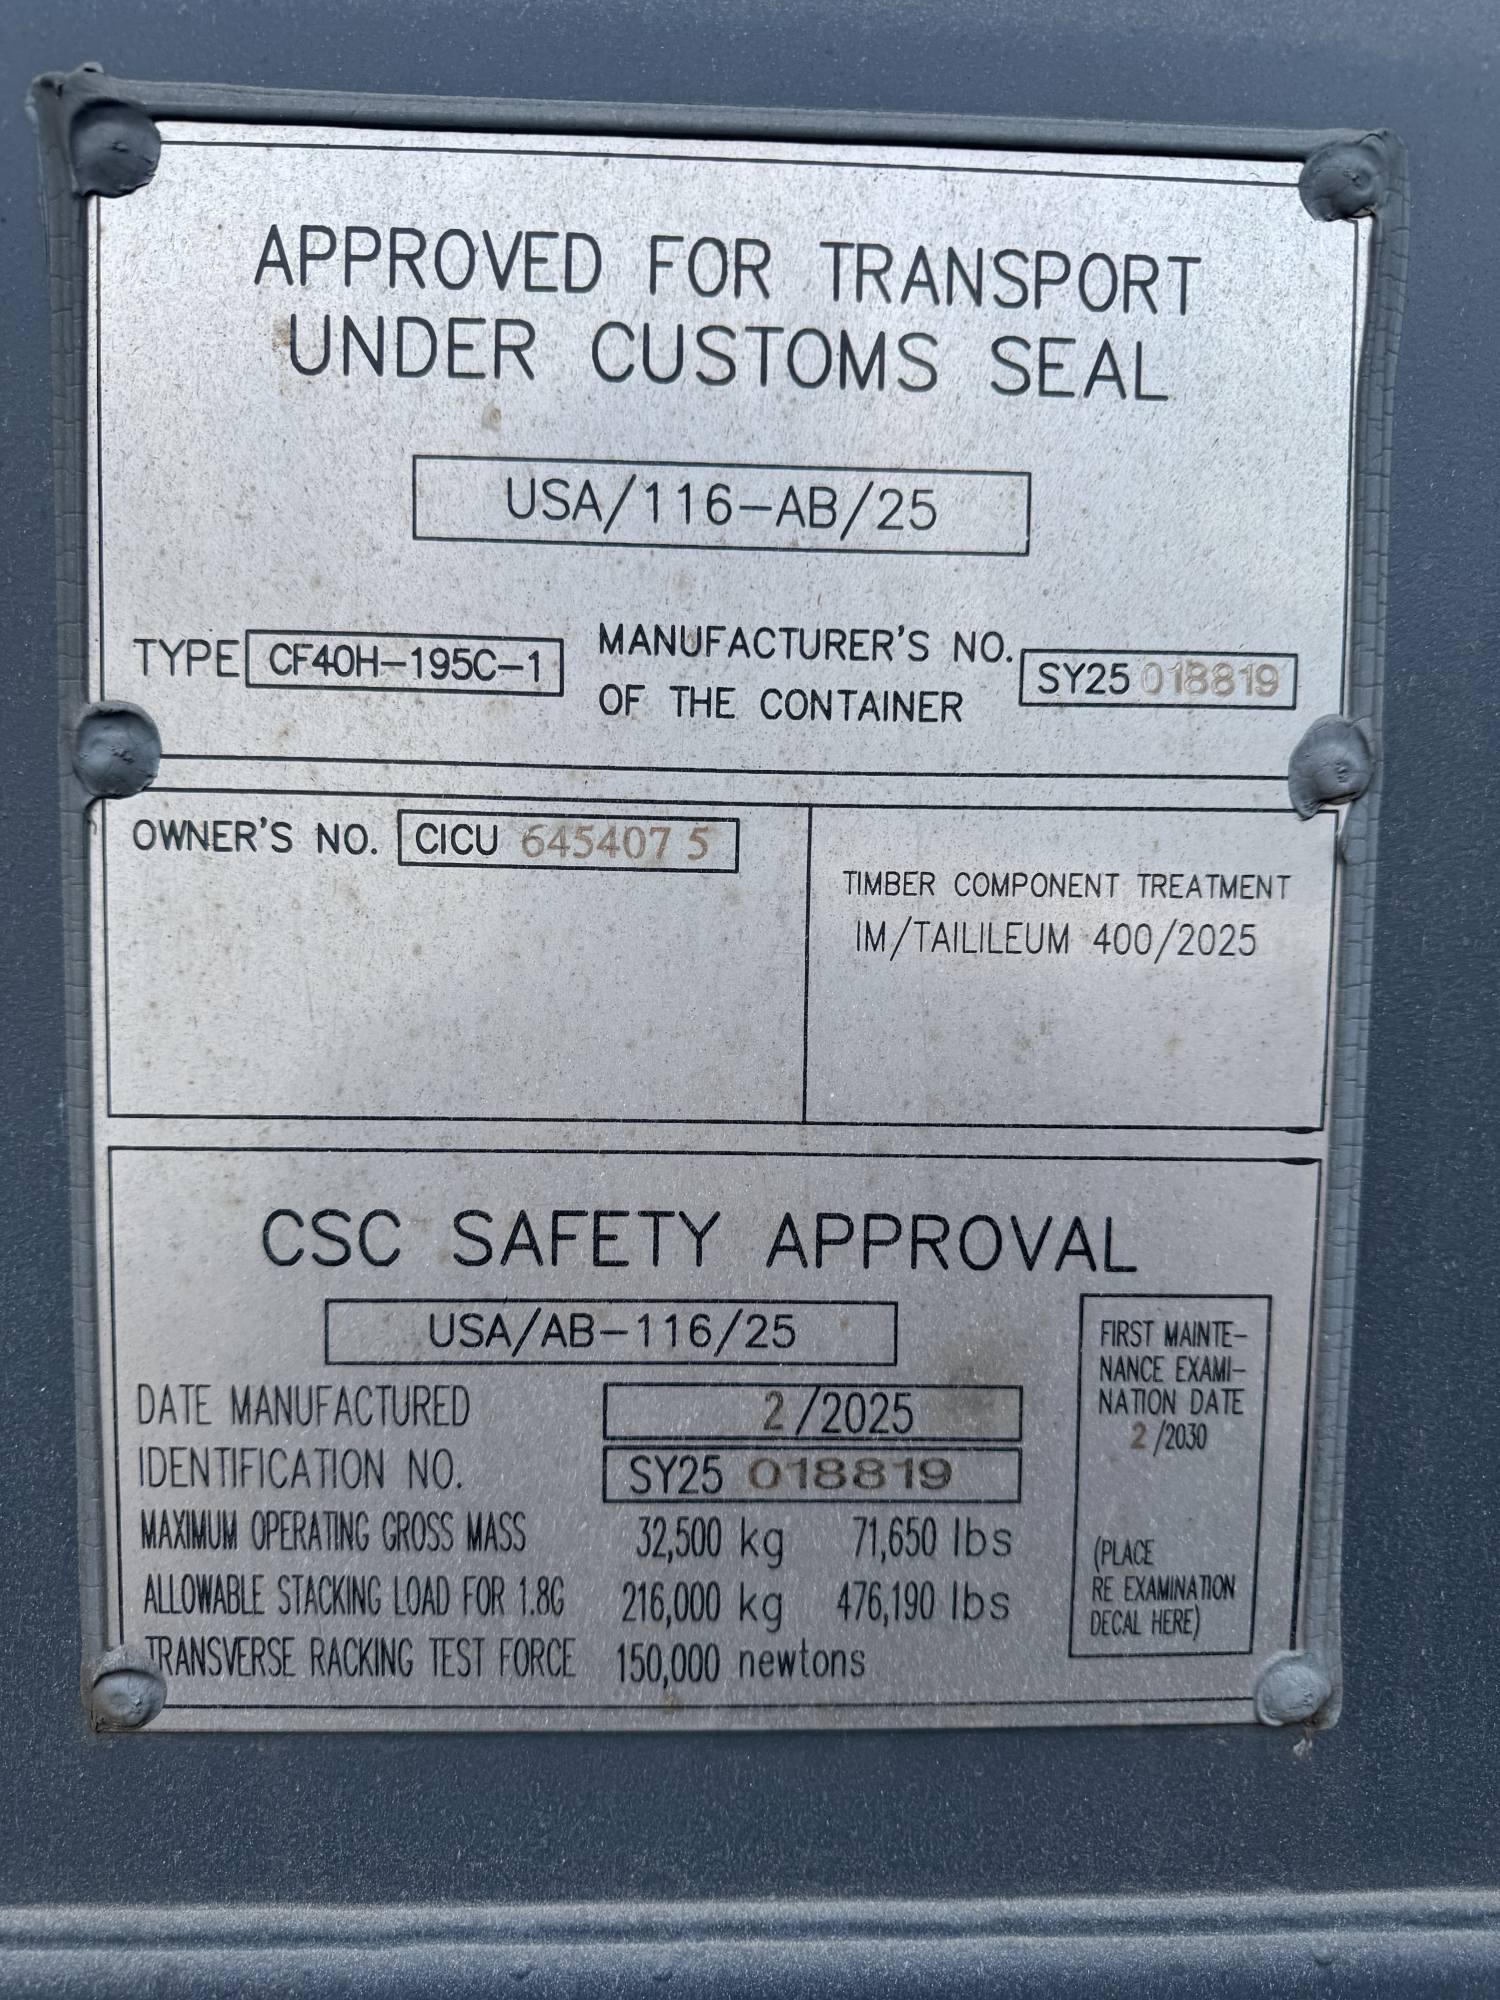 APPROVED FOR TRANSPORT
UNDER CUSTOMS SEAL
USA/116-AB/25
TYPE CF40H-195C-1
MANUFACTURER'S NO.
OF THE CONTAINER
SY25 018819
OWNER'S NO. CICU 645407 5
TIMBER COMPONENT TREATMENT
IM/TAILILEUM 400/2025
CSC SAFETY APPROVAL
USA/AB-116/25
DATE MANUFACTURED 2/2025
IDENTIFICATION NO. SY25 018819
MAXIMUM OPERATING GROSS MASS 32,500 kg 71,650 lbs
ALLOWABLE STACKING LOAD FOR 1.8G 216,000 kg 476,190 lbs
TRANSVERSE RACKING TEST FORCE 150,000 newtons
FIRST MAINTE-
NANCE EXAMI-
NATION DATE
2/2030
(PLACE
RE EXAMINATION
DECAL HERE)